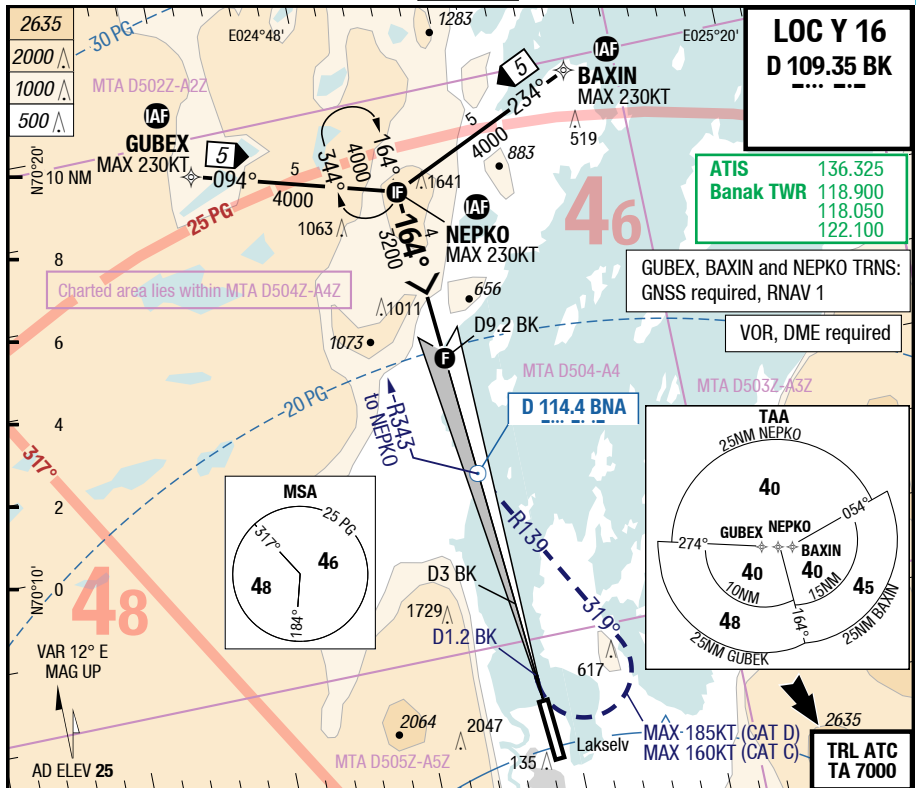 2635
2000
1000
500
30 PG
1283
E024°48'
E025°20'
LOC Y 16
D 109.35 BK
MTA D502Z-A2Z
IAF
GUBEX
MAX 230KT
5
094°
5
4000
IAF
BAXIN
MAX 230KT
5
234°
5
4000
519
883
164°
4000
344°
IF
1641
1063
N70°20'
10 NM
25 PG
IAF
NEPKO
MAX 230KT
164°
4
3200
46
ATIS 136.325
Banak TWR 118.900
118.050
122.100
GUBEX, BAXIN and NEPKO TRNS:
GNSS required, RNAV 1
VOR, DME required
8
Charted area lies within MTA D504Z-A4Z
656
1011
1073
6
D9.2 BK
F
MTA D504-A4
MTA D503Z-A3Z
20 PG
R343
to NEPKO
D 114.4 BNA
4
317°
2
MSA
25 PG
317°
46
48
184°
R139
319°
TAA
25NM NEPKO
40
054°
GUBEX
NEPKO
BAXIN
274°
40
10NM
40
15NM
45
48
164°
25NM GUBEK
25NM BAXIN
N70°10'
0
48
D3 BK
1729
D1.2 BK
617
VAR 12° E
MAG UP
2064
2047
MTA D505Z-A5Z
135
Lakselv
MAX 185KT (CAT D)
MAX 160KT (CAT C)
2635
AD ELEV 25
TRL ATC
TA 7000